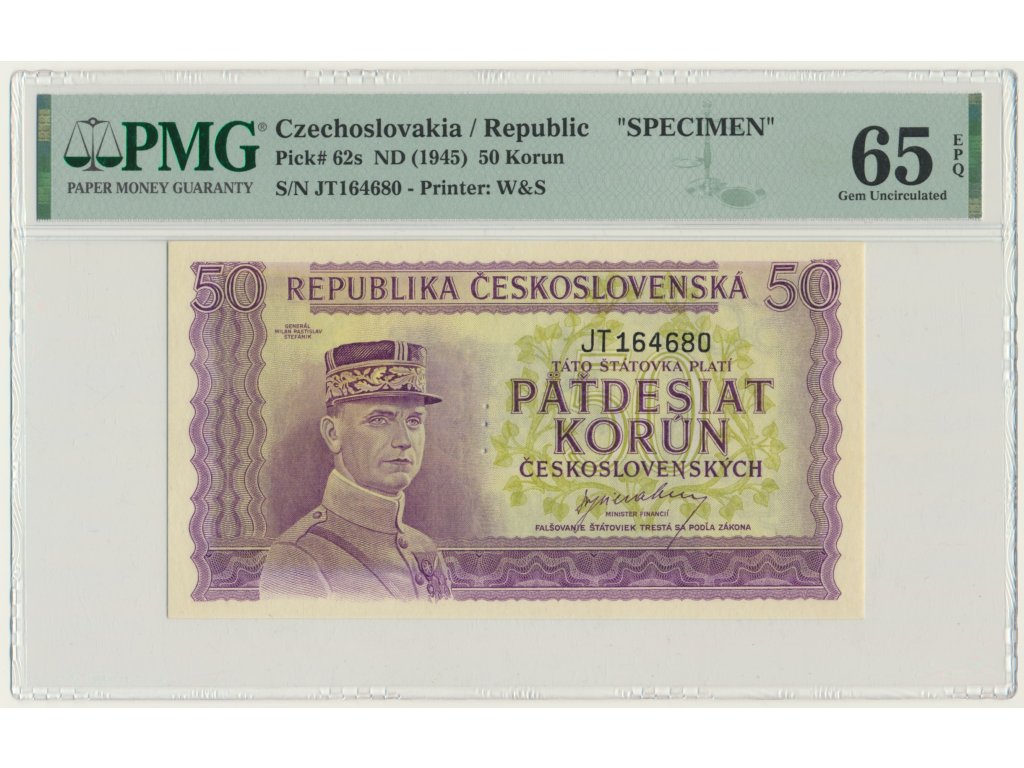 PMG®
PAPER MONEY GUARANTY
Czechoslovakia / Republic "SPECIMEN"
Pick# 62s ND (1945) 50 Korun
S/N JT164680 - Printer: W&S
65
EPQ
Gem Uncirculated
50 REPUBLIKA ČESKOSLOVENSKÁ 50
GENERÁL
MILAN RASTISLAV
ŠTEFÁNIK
JT164680
TÁTO ŠTÁTOVKA PLATÍ
PÄŤDESIAT
KORÚN
ČESKOSLOVENSKÝCH
MINISTER FINANCIÍ
FALŠOVANIE ŠTÁTOVIEK TRESTÁ SA PODĽA ZÁKONA